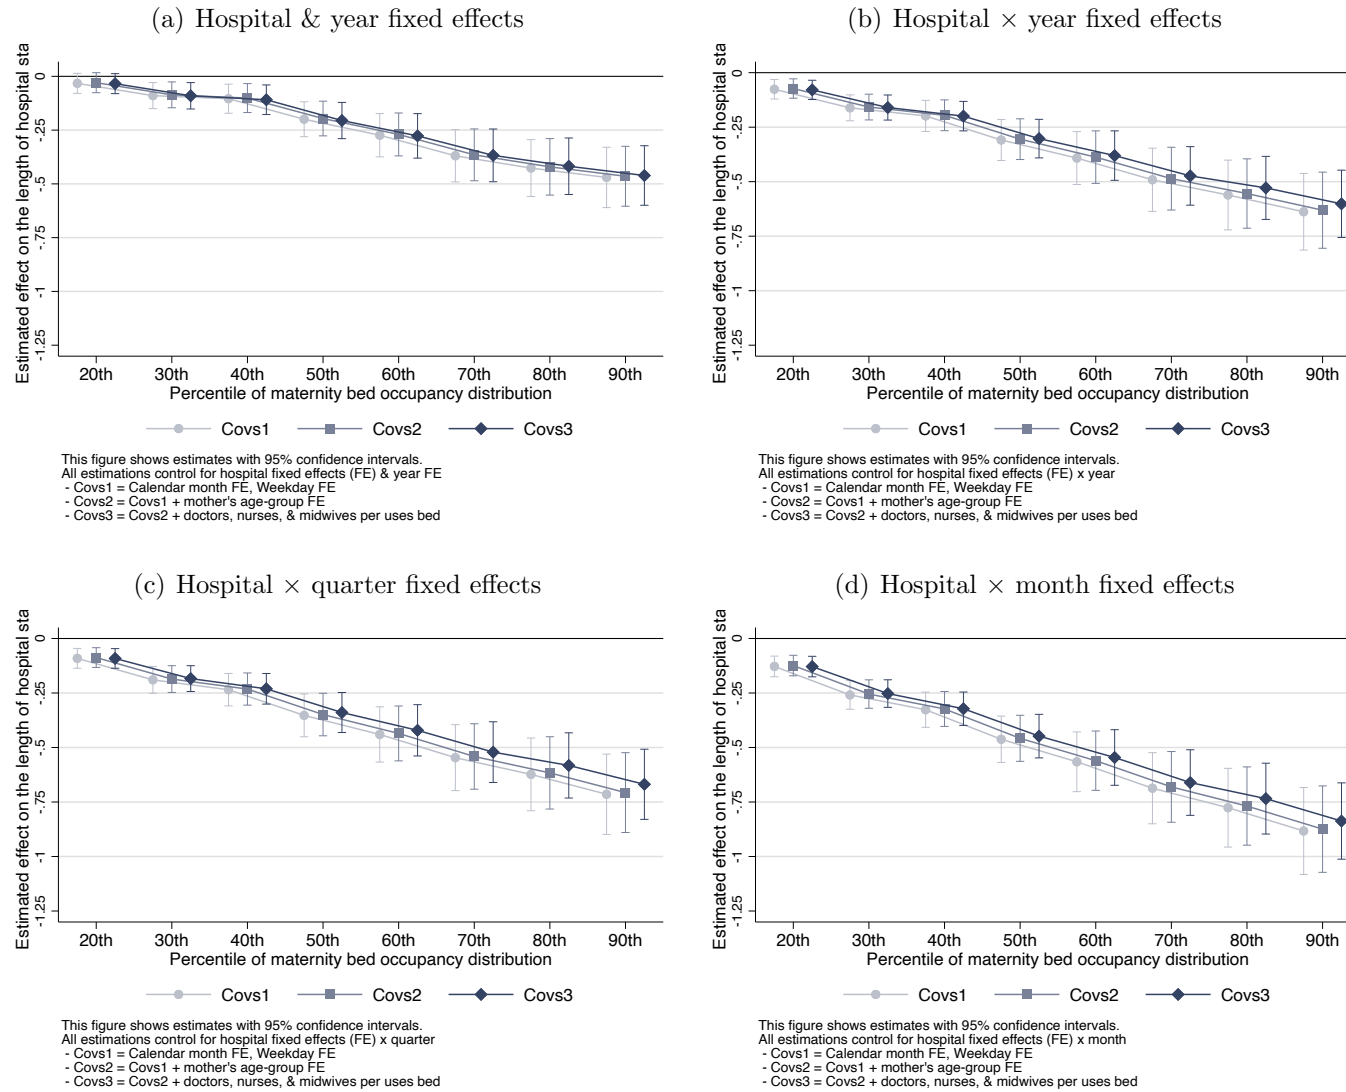 (a) Hospital & year fixed effects
Estimated effect on the length of hospital sta
0
-.25
-.5
-.75
-1
-1.25
20th 30th 40th 50th 60th 70th 80th 90th
Percentile of maternity bed occupancy distribution
Covs1 Covs2 Covs3
This figure shows estimates with 95% confidence intervals.
All estimations control for hospital fixed effects (FE) & year FE
- Covs1 = Calendar month FE, Weekday FE
- Covs2 = Covs1 + mother's age-group FE
- Covs3 = Covs2 + doctors, nurses, & midwives per uses bed
(b) Hospital × year fixed effects
Estimated effect on the length of hospital sta
0
-.25
-.5
-.75
-1
-1.25
20th 30th 40th 50th 60th 70th 80th 90th
Percentile of maternity bed occupancy distribution
Covs1 Covs2 Covs3
This figure shows estimates with 95% confidence intervals.
All estimations control for hospital fixed effects (FE) x year
- Covs1 = Calendar month FE, Weekday FE
- Covs2 = Covs1 + mother's age-group FE
- Covs3 = Covs2 + doctors, nurses, & midwives per uses bed
(c) Hospital × quarter fixed effects
Estimated effect on the length of hospital sta
0
-.25
-.5
-.75
-1
-1.25
20th 30th 40th 50th 60th 70th 80th 90th
Percentile of maternity bed occupancy distribution
Covs1 Covs2 Covs3
This figure shows estimates with 95% confidence intervals.
All estimations control for hospital fixed effects (FE) x quarter
- Covs1 = Calendar month FE, Weekday FE
- Covs2 = Covs1 + mother's age-group FE
- Covs3 = Covs2 + doctors, nurses, & midwives per uses bed
(d) Hospital × month fixed effects
Estimated effect on the length of hospital sta
0
-.25
-.5
-.75
-1
-1.25
20th 30th 40th 50th 60th 70th 80th 90th
Percentile of maternity bed occupancy distribution
Covs1 Covs2 Covs3
This figure shows estimates with 95% confidence intervals.
All estimations control for hospital fixed effects (FE) x month
- Covs1 = Calendar month FE, Weekday FE
- Covs2 = Covs1 + mother's age-group FE
- Covs3 = Covs2 + doctors, nurses, & midwives per uses bed